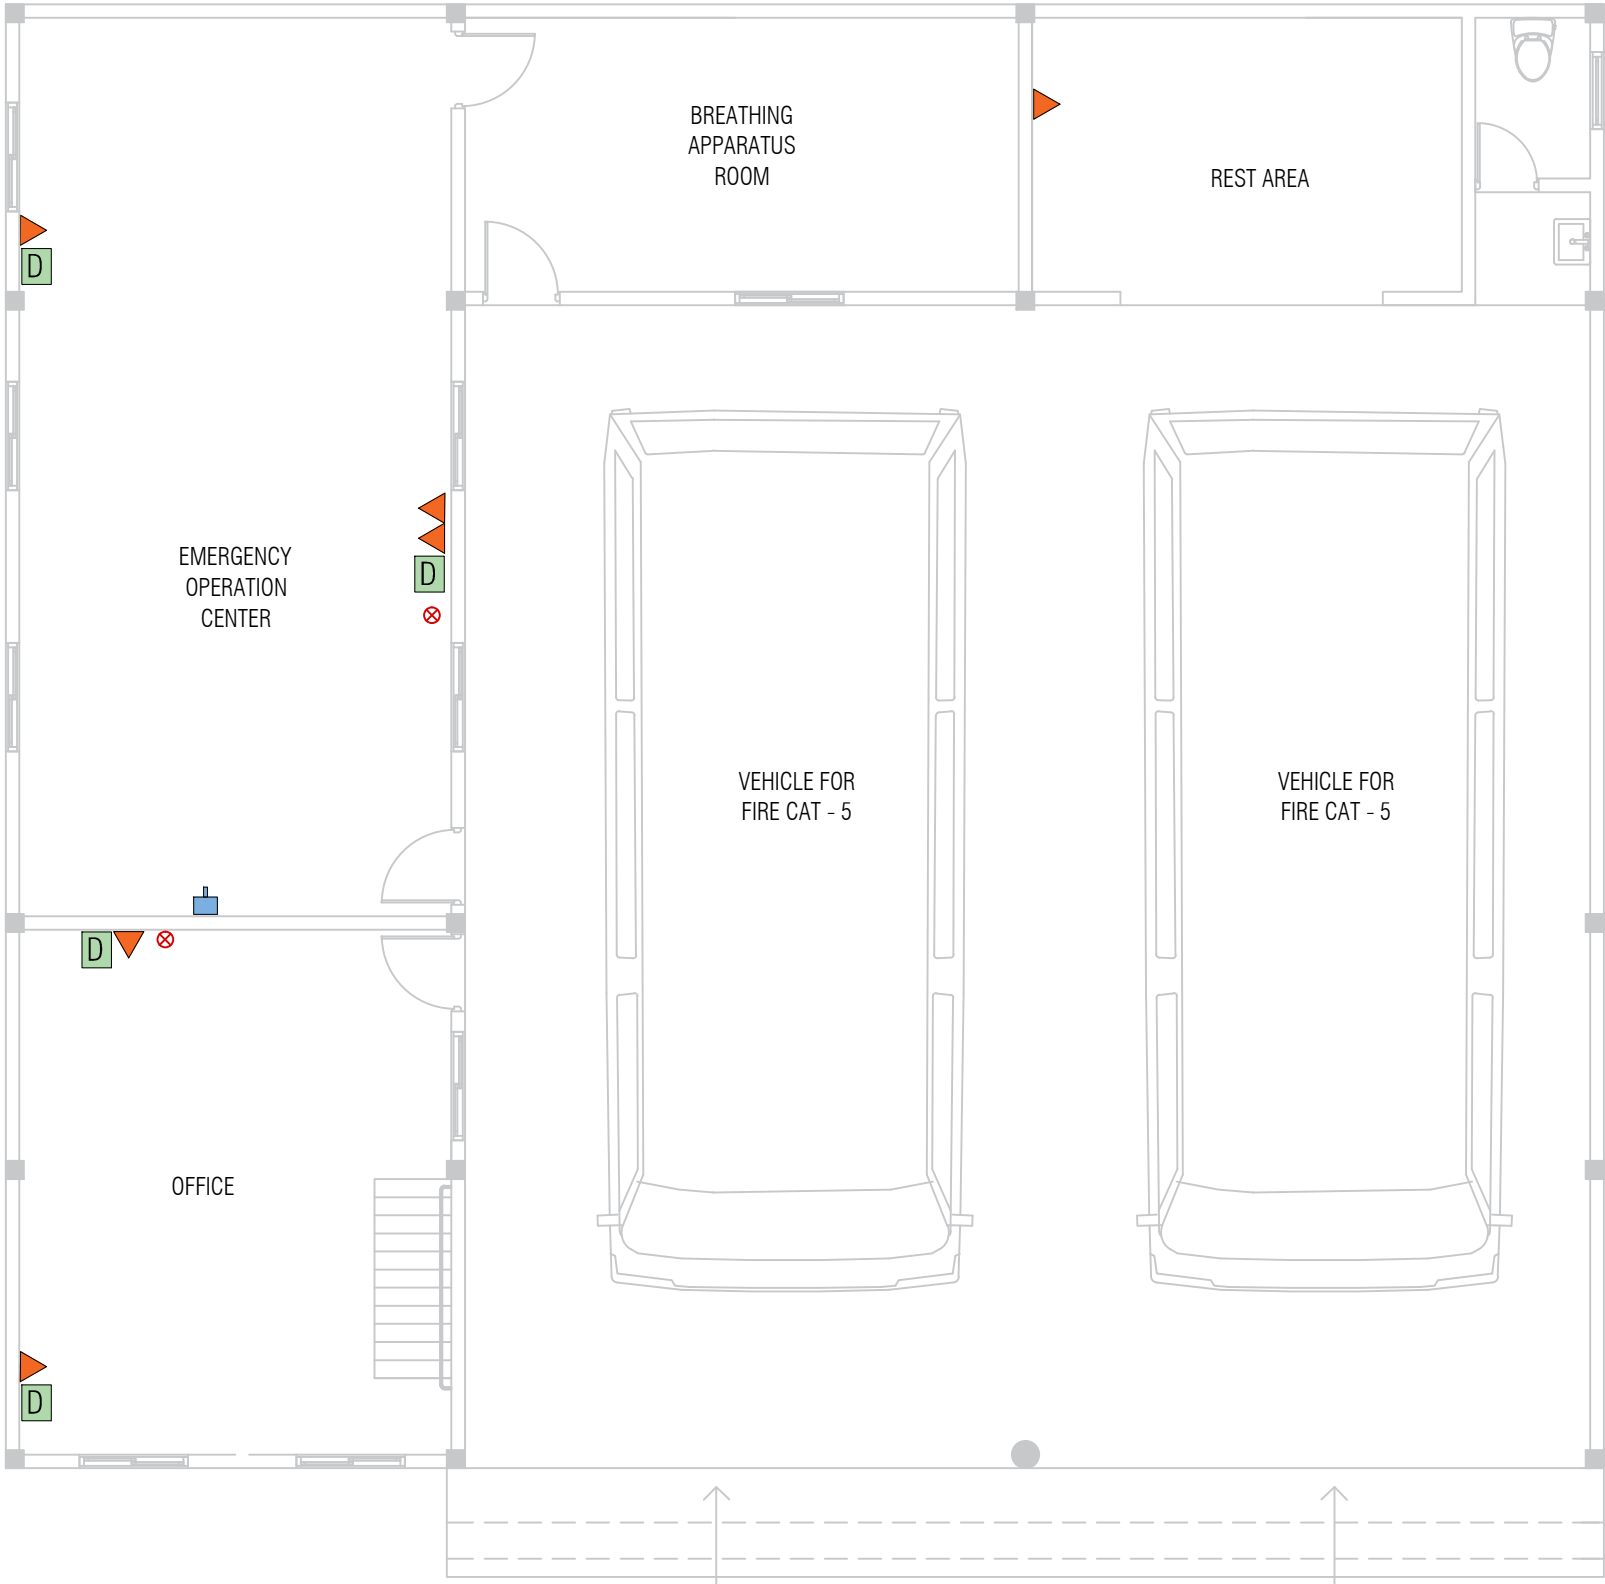 BREATHING
APPARATUS
ROOM
REST AREA
D
EMERGENCY
OPERATION
CENTER
D
VEHICLE FOR
FIRE CAT - 5
VEHICLE FOR
FIRE CAT - 5
D
OFFICE
D